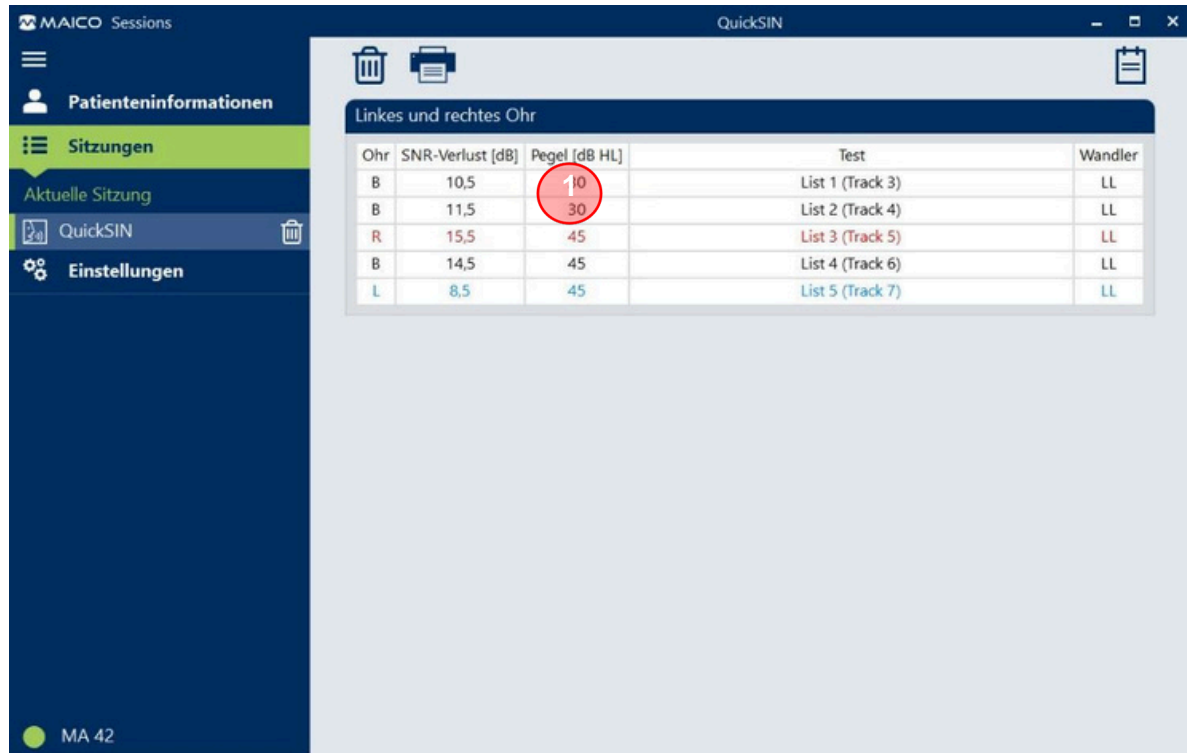 MAICO Sessions
QuickSIN
Patienteninformationen
Sitzungen
Aktuelle Sitzung
QuickSIN
Einstellungen
MA 42
Linkes und rechtes Ohr
Ohr SNR-Verlust [dB] Pegel [dB HL] Test Wandler
B 10,5 30 List 1 (Track 3) LL
1
B 11,5 30 List 2 (Track 4) LL
R 15,5 45 List 3 (Track 5) LL
B 14,5 45 List 4 (Track 6) LL
L 8,5 45 List 5 (Track 7) LL